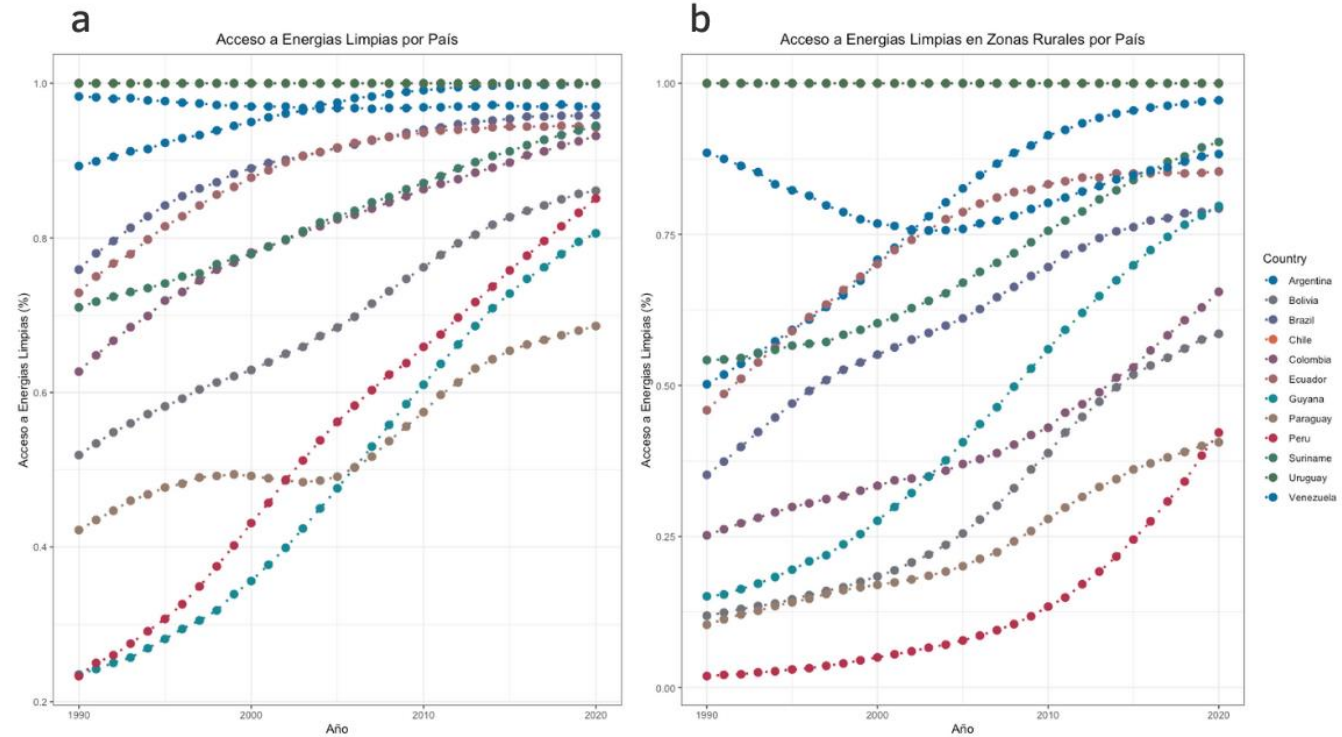 a
Acceso a Energias Limpias por País
Acceso a Energias Limpias (%)
1.0
0.8
0.6
0.4
0.2
1990
2000
2010
2020
Año
b
Acceso a Energias Limpias en Zonas Rurales por País
Acceso a Energias Limpias (%)
1.00
0.75
0.50
0.25
0.00
1990
2000
2010
2020
Año
Country
Argentina
Bolivia
Brazil
Chile
Colombia
Ecuador
Guyana
Paraguay
Peru
Suriname
Uruguay
Venezuela